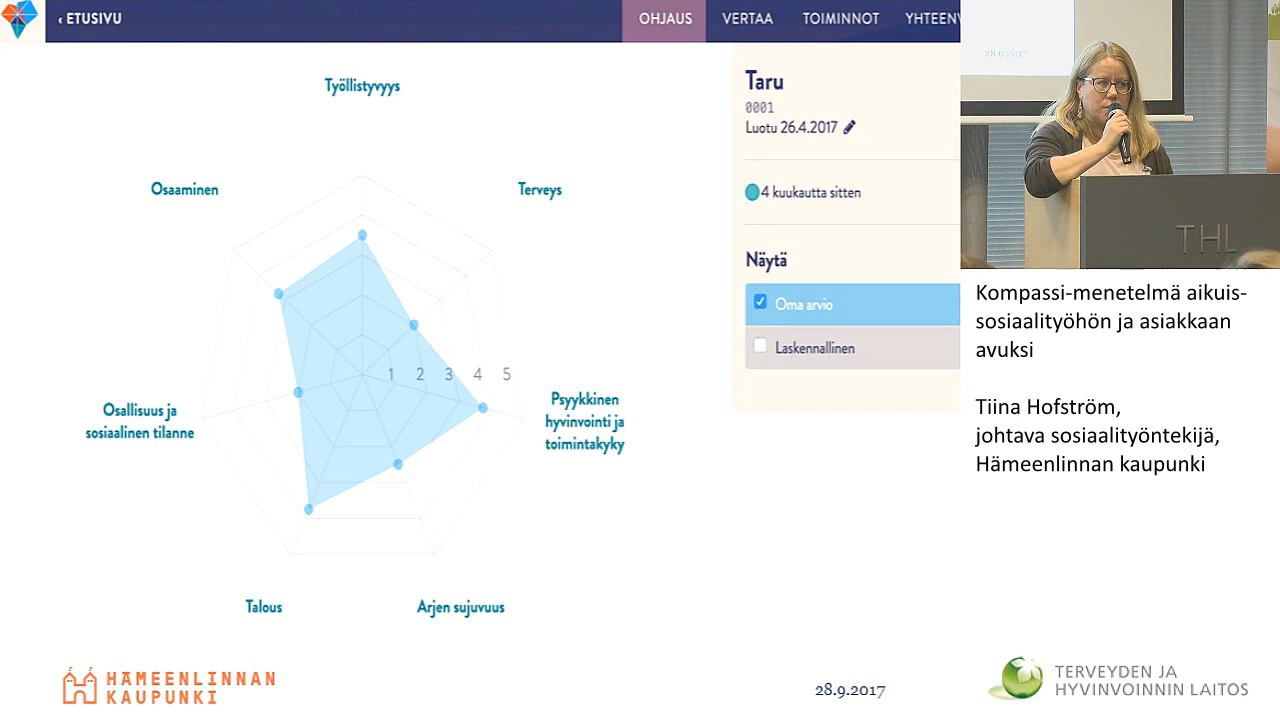 ‹ ETUSIVU
OHJAUS
VERTAA
TOIMINNOT
YHTEENV
28.9.2017
Työllistyvyys
Osaaminen
Terveys
1 2 3 4 5
Psyykkinen
hyvinvointi ja
toimintakyky
Osallisuus ja
sosiaalinen tilanne
Talous
Arjen sujuvuus
Taru
0001
Luotu 26.4.2017
4 kuukautta sitten
Näytä
Oma arvio
Laskennallinen
THL
Kompassi-menetelmä aikuis-
sosiaalityöhön ja asiakkaan
avuksi
Tiina Hofström,
johtava sosiaalityöntekijä,
Hämeenlinnan kaupunki
HÄMEENLINNAN
KAUPUNKI
28.9.2017
TERVEYDEN JA
HYVINVOINNIN LAITOS